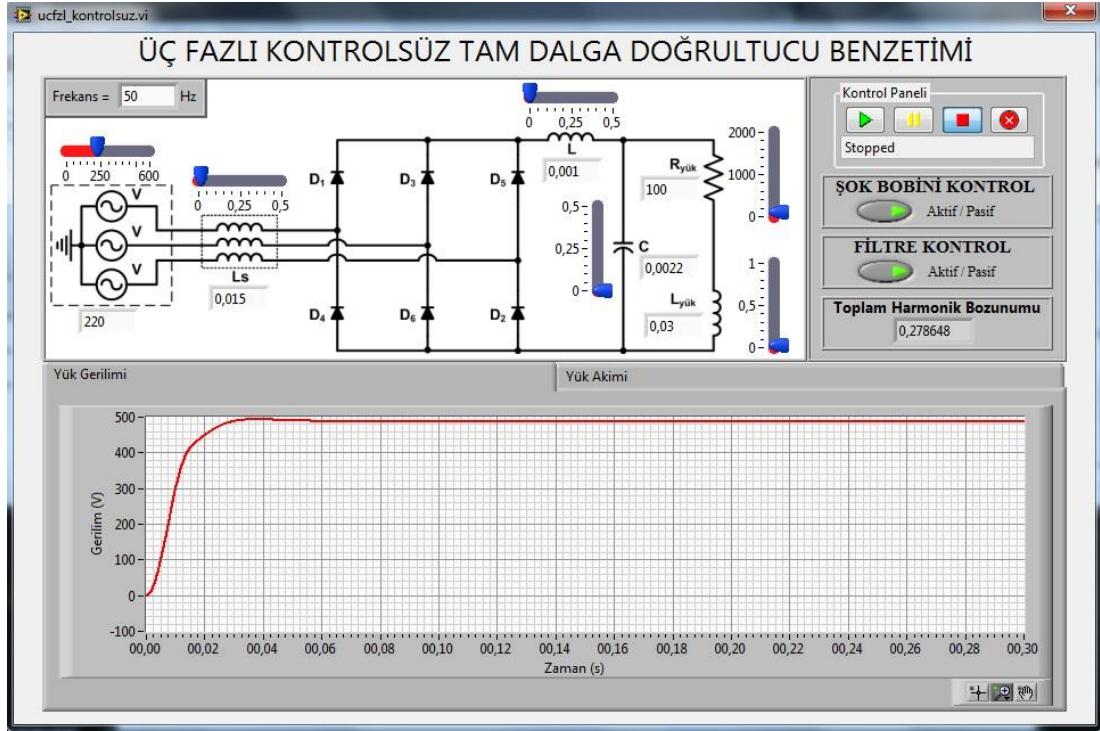 ucfzl_kontrolsuz.vi
ÜÇ FAZLI KONTROLSÜZ TAM DALGA DOĞRULTUCU BENZETİMİ
Frekans = 50 Hz
0 250 600
V
V
V
220
0 0,25 0,5
Ls
0,015
D1
D3
D5
D4
D6
D2
0 0,25 0,5
L
0,001
0,5
0,25
0
C
0,0022
Ryük
100
2000
1000
0
Lyük
0,03
1
0,5
0
Kontrol Paneli
Stopped
ŞOK BOBİNİ KONTROL
Aktif / Pasif
FİLTRE KONTROL
Aktif / Pasif
Toplam Harmonik Bozunumu
0,278648
Yük Gerilimi
Yük Akimi
Gerilim (V)
500
400
300
200
100
0
-100
00,00 00,02 00,04 00,06 00,08 00,10 00,12 00,14 00,16 00,18 00,20 00,22 00,24 00,26 00,28 00,30
Zaman (s)